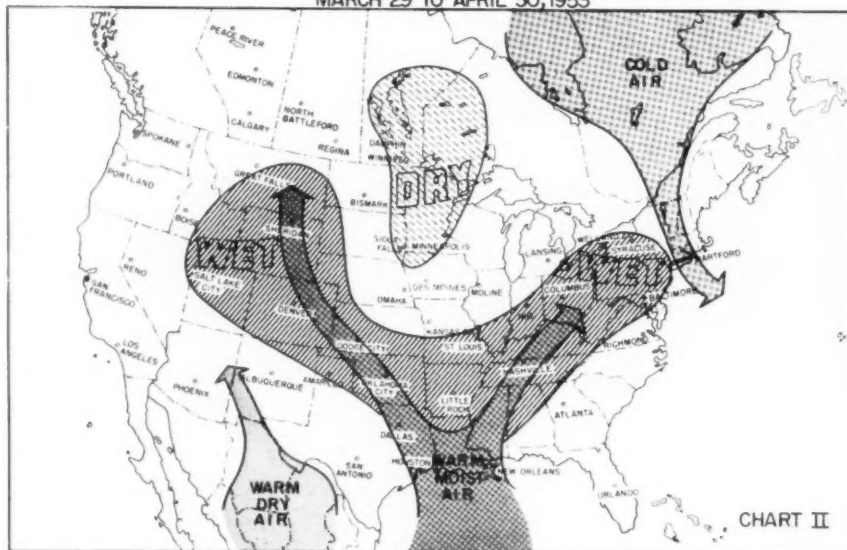 MARCH 29 TO APRIL 30, 1953
PEACE RIVER
EDMONTON
CALGARY
NORTH BATTLEFORD
REGINA
DAUPHIN
WINNIPEG
COLD AIR
SPOKANE
PORTLAND
GREAT FALLS
BOISE
BISMARK
DRY
SHERIDAN
SIOUX FALLS
MINNEAPOLIS
LANSING
SYRACUSE
HARTFORD
WET
WET
RENO
SALT LAKE CITY
SAN FRANCISCO
DES MOINES
OMAHA
MOLINE
COLUMBUS
BALTIMORE
DENVER
KANSAS
ST. LOUIS
RICHMOND
LOS ANGELES
DODGE CITY
NASHVILLE
PHOENIX
ALBUQUERQUE
AMARILLO
OKLAHOMA CITY
LITTLE ROCK
ATLANTA
DALLAS
SAN ANTONIO
HOUSTON
WARM MOIST AIR
NEW ORLEANS
WARM DRY AIR
ORLANDO
CHART II